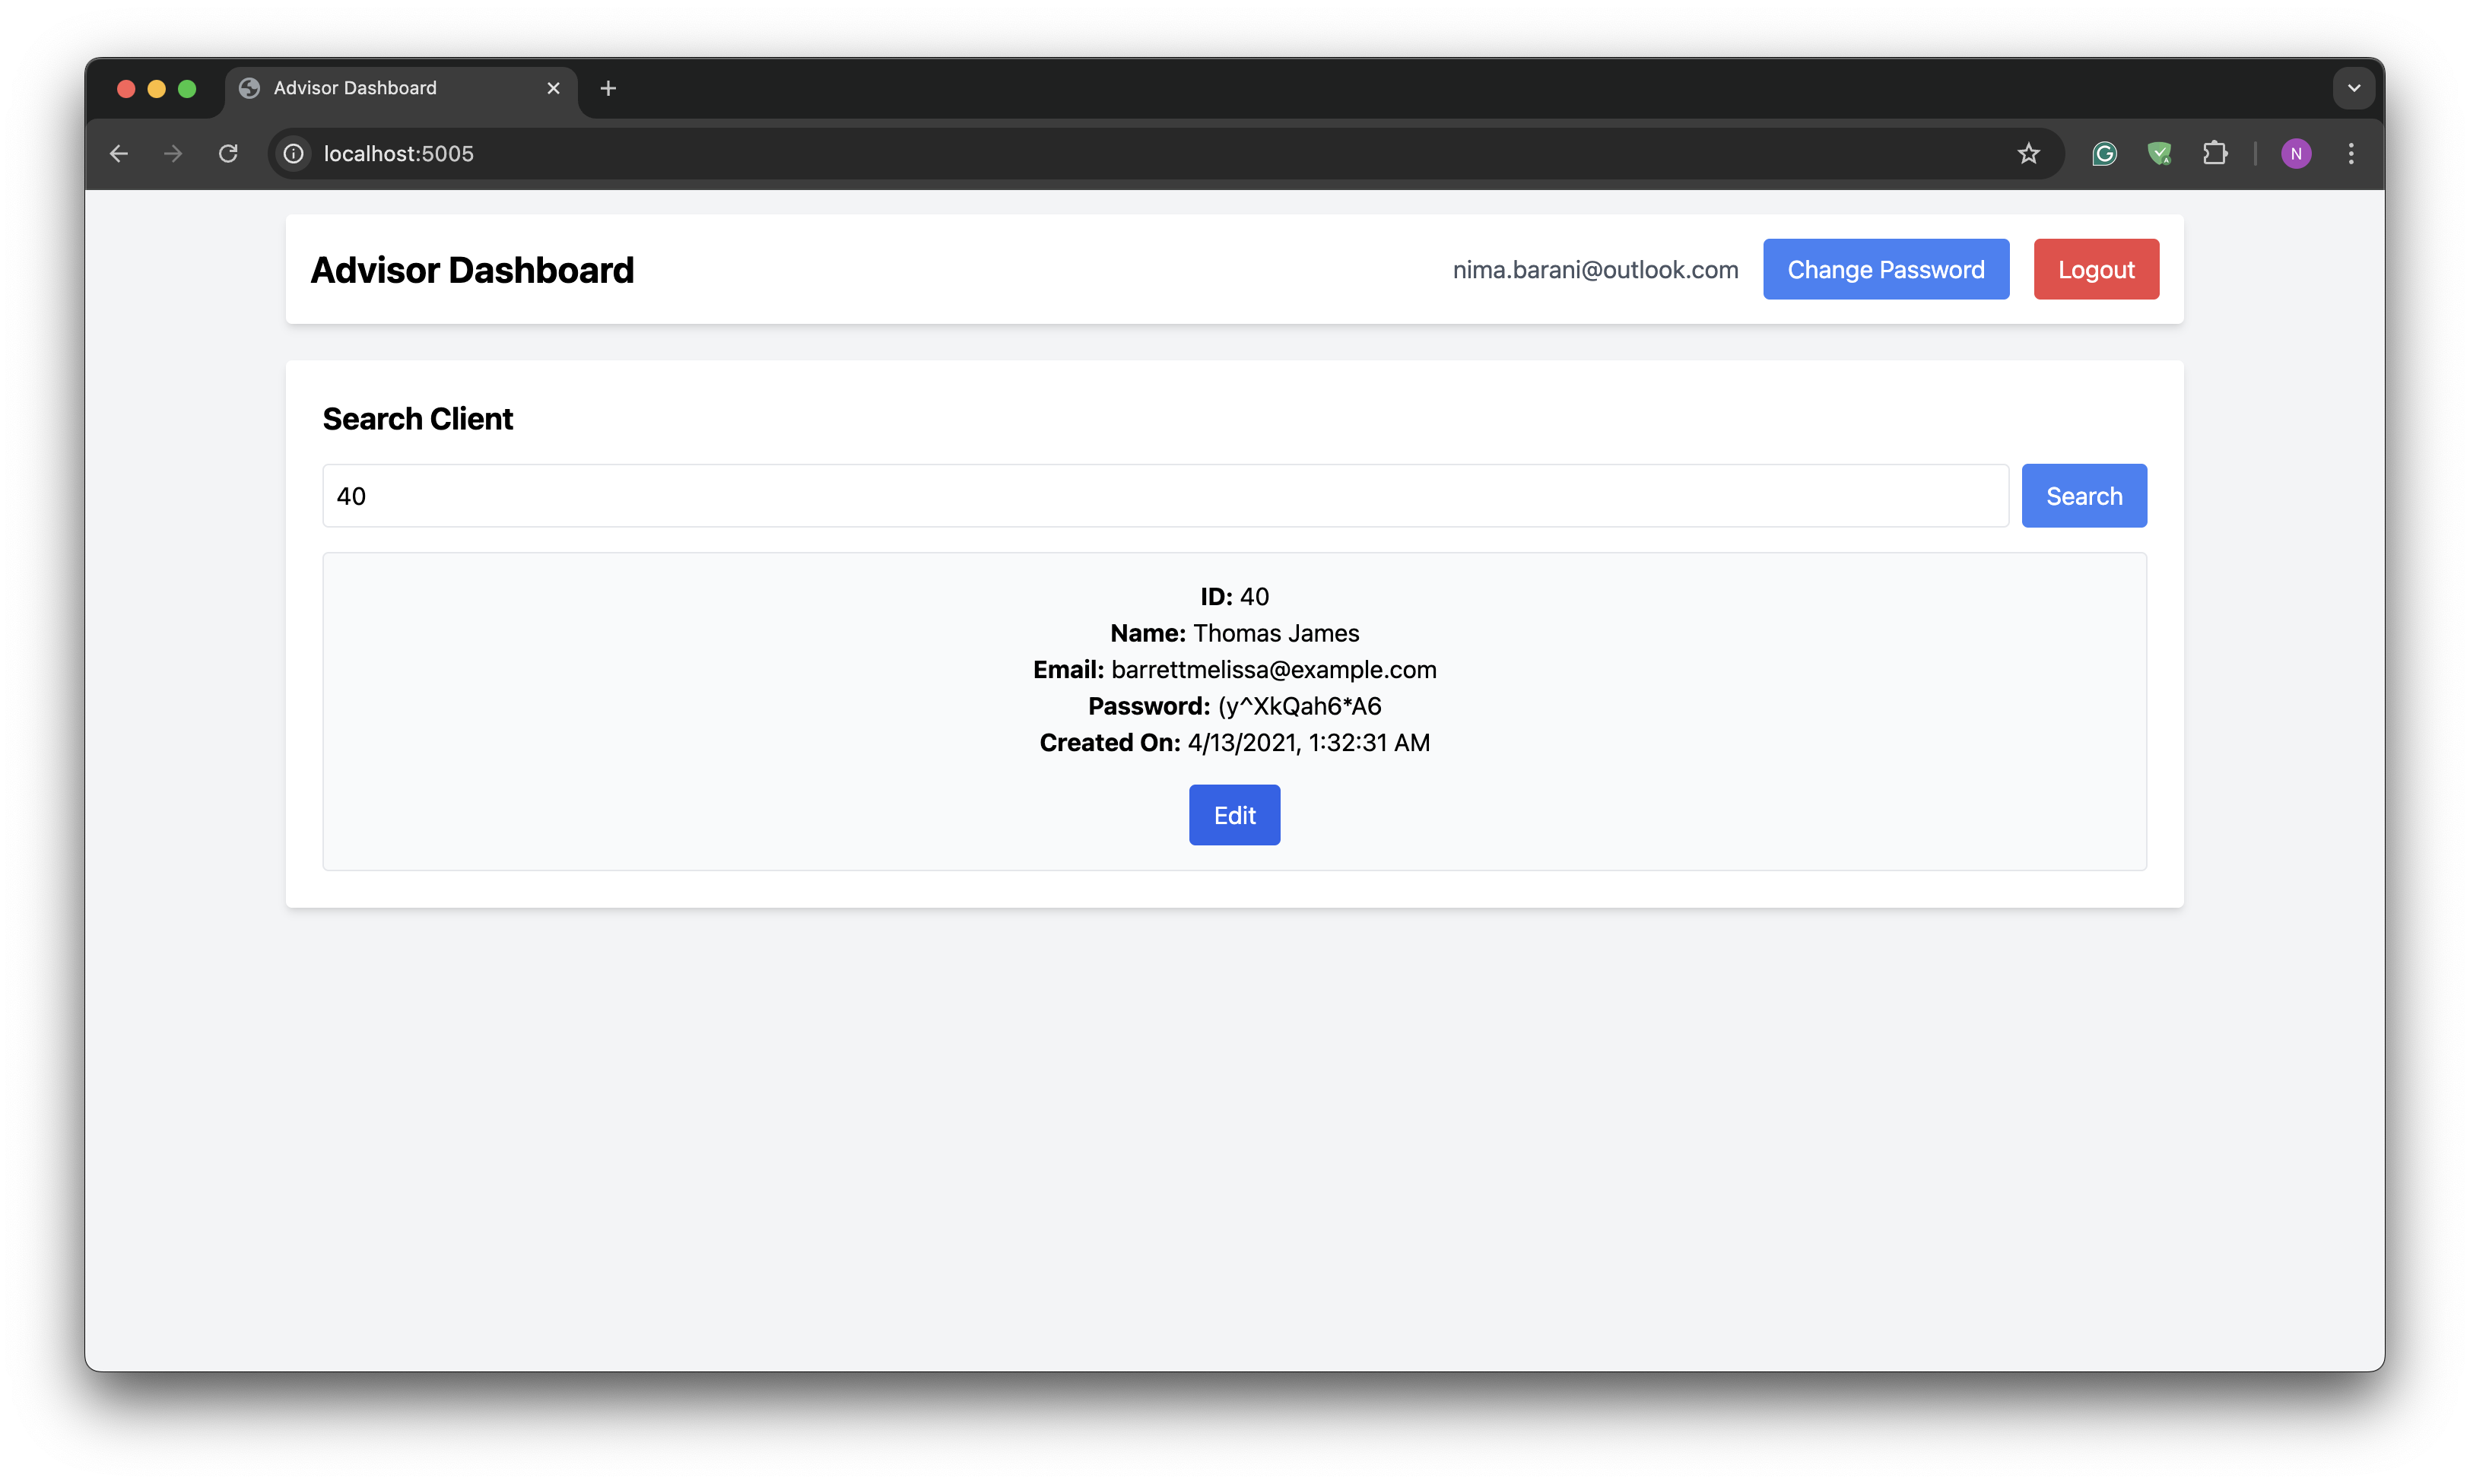 Advisor Dashboard
localhost:5005
N
Advisor Dashboard
nima.barani@outlook.com
Change Password
Logout
Search Client
40
Search
ID: 40
Name: Thomas James
Email: barrettmelissa@example.com
Password: (y^XkQah6*A6
Created On: 4/13/2021, 1:32:31 AM
Edit